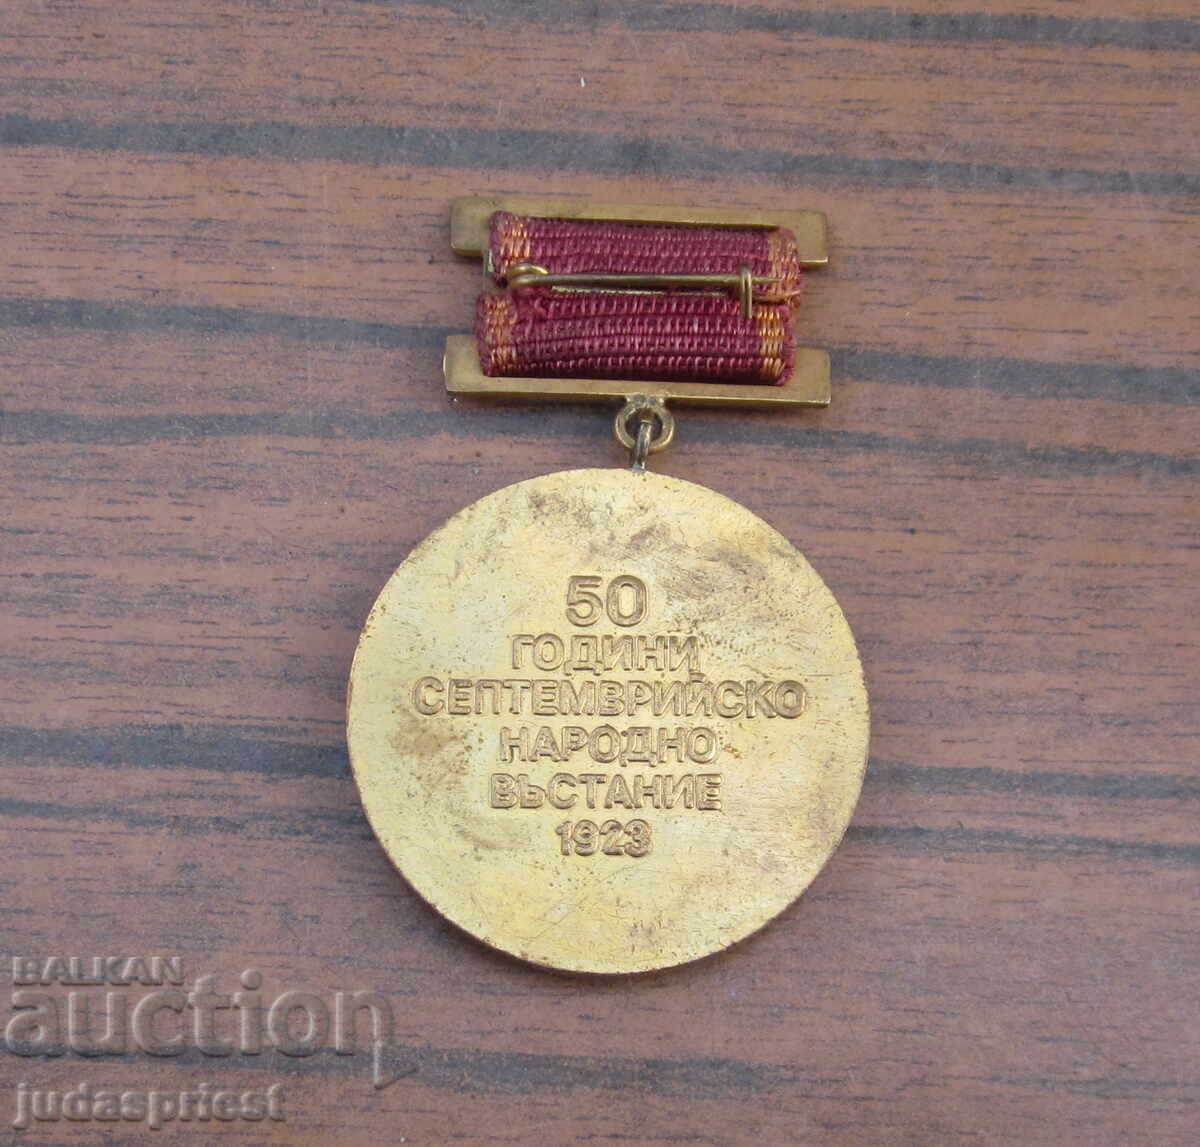 50
ГОДИНИ
СЕПТЕМВРИЙСКО
НАРОДНО
ВЪСТАНИЕ
1923
BALKAN
auction
judaspriest